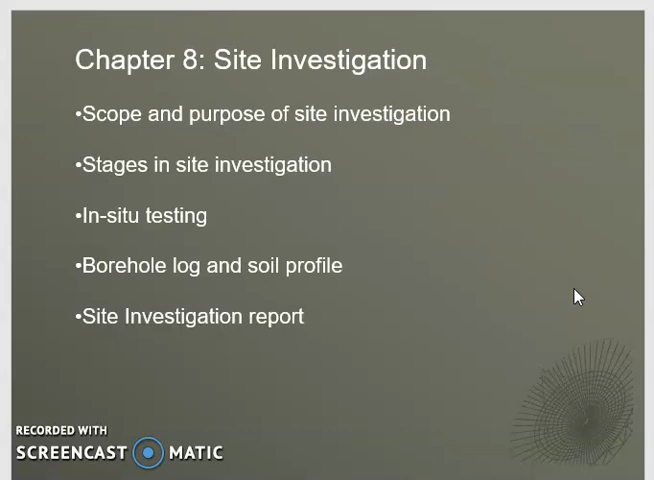 Chapter 8: Site Investigation
•Scope and purpose of site investigation
•Stages in site investigation
•In-situ testing
•Borehole log and soil profile
•Site Investigation report
RECORDED WITH
SCREENCAST MATIC